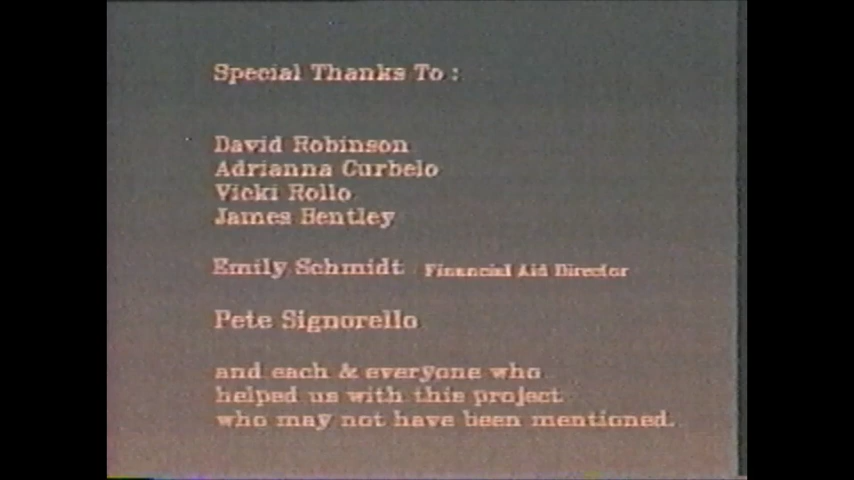 Special Thanks To :
David Robinson
Adrianna Curbelo
Vicki Rollo
James Bentley
Emily Schmidt Financial Aid Director
Pete Signorello
and each & everyone who
helped us with this project
who may not have been mentioned.